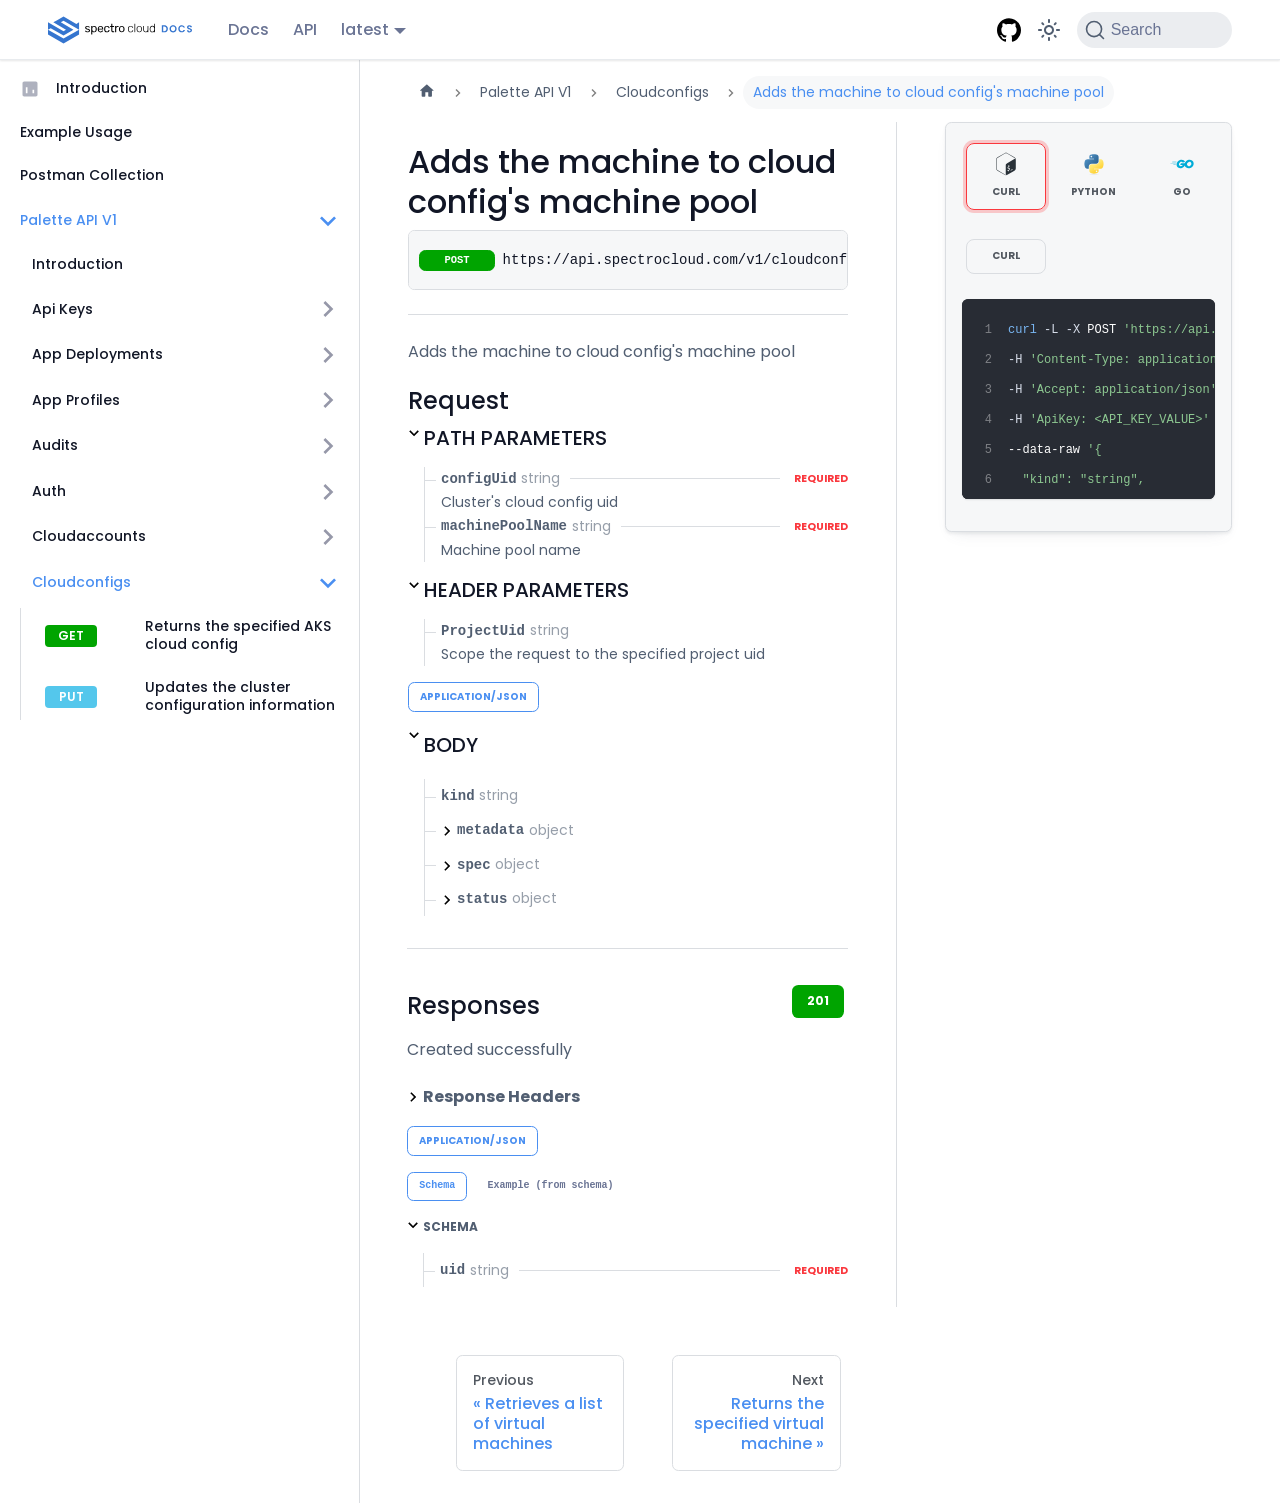 spectro cloud DOCS
Docs
API
latest
Search
Introduction
Example Usage
Postman Collection
Palette API V1
Introduction
Api Keys
App Deployments
App Profiles
Audits
Auth
Cloudaccounts
Cloudconfigs
GET
Returns the specified AKS
cloud config
PUT
Updates the cluster
configuration information
Palette API V1
Cloudconfigs
Adds the machine to cloud config's machine pool
Adds the machine to cloud
config's machine pool
POST https://api.spectrocloud.com/v1/cloudconf
Adds the machine to cloud config's machine pool
Request
PATH PARAMETERS
configUid string REQUIRED
Cluster's cloud config uid
machinePoolName string REQUIRED
Machine pool name
HEADER PARAMETERS
ProjectUid string
Scope the request to the specified project uid
APPLICATION/JSON
BODY
kind string
metadata object
spec object
status object
Responses
201
Created successfully
Response Headers
APPLICATION/JSON
Schema
Example (from schema)
SCHEMA
uid string REQUIRED
Previous
« Retrieves a list
of virtual
machines
Next
Returns the
specified virtual
machine »
CURL
PYTHON
GO
GO
CURL
1 curl -L -X POST 'https://api.
2 -H 'Content-Type: application
3 -H 'Accept: application/json'
4 -H 'ApiKey: <API_KEY_VALUE>'
5 --data-raw '{
6 "kind": "string",